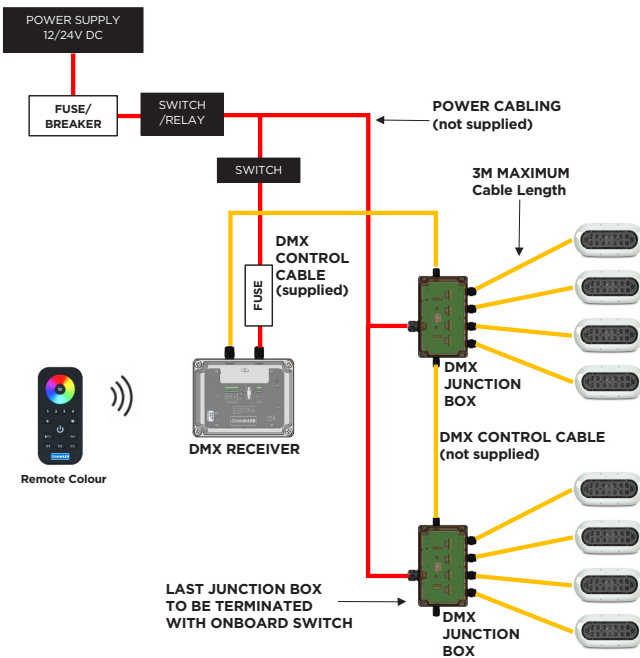 POWER SUPPLY
12/24V DC
FUSE/
BREAKER
SWITCH
/RELAY
POWER CABLING
(not supplied)
SWITCH
3M MAXIMUM
Cable Length
DMX
CONTROL
CABLE
(supplied)
FUSE
DMX
JUNCTION
BOX
DMX RECEIVER
Remote Colour
DMX CONTROL CABLE
(not supplied)
LAST JUNCTION BOX
TO BE TERMINATED
WITH ONBOARD SWITCH
DMX
JUNCTION
BOX